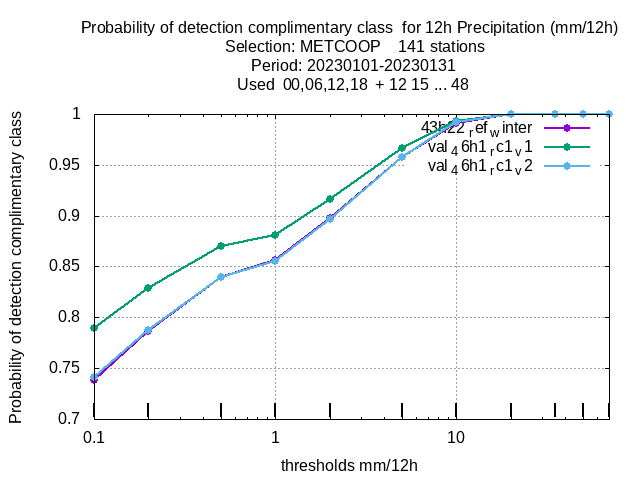 Probability of detection complimentary class  for 12h Precipitation (mm/12h)
Selection: METCOOP    141 stations
Period: 20230101-20230131
Used  00,06,12,18  + 12 15 ... 48
Probability of detection complimentary class
1
0.95
0.9
0.85
0.8
0.75
0.7
43h22_ref_winter
val_46h1_rc1_v1
val_46h1_rc1_v2
0.1
1
10
thresholds mm/12h